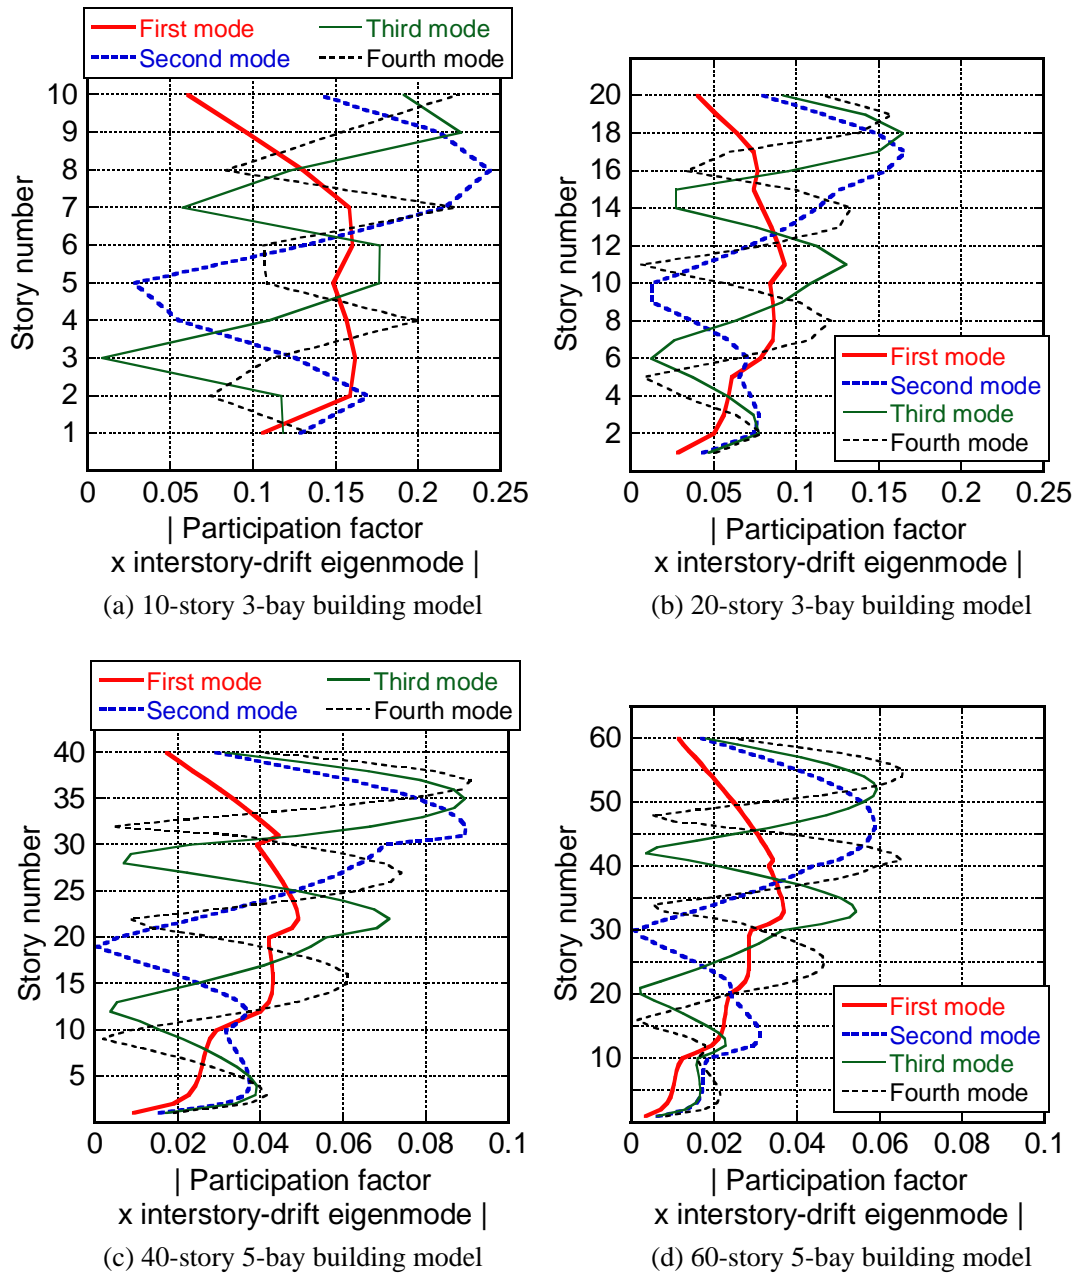 First mode
Third mode
Second mode
Fourth mode
Story number
10
9
8
7
6
5
4
3
2
1
0 0.05 0.1 0.15 0.2 0.25
| Participation factor
x interstory-drift eigenmode |
(a) 10-story 3-bay building model
Story number
20
18
16
14
12
10
8
6
4
2
First mode
Second mode
Third mode
Fourth mode
0 0.05 0.1 0.15 0.2 0.25
| Participation factor
x interstory-drift eigenmode |
(b) 20-story 3-bay building model
First mode
Third mode
Second mode
Fourth mode
Story number
40
35
30
25
20
15
10
5
0 0.02 0.04 0.06 0.08 0.1
| Participation factor
x interstory-drift eigenmode |
(c) 40-story 5-bay building model
Story number
60
50
40
30
20
10
First mode
Second mode
Third mode
Fourth mode
0 0.02 0.04 0.06 0.08 0.1
| Participation factor
x interstory-drift eigenmode |
(d) 60-story 5-bay building model